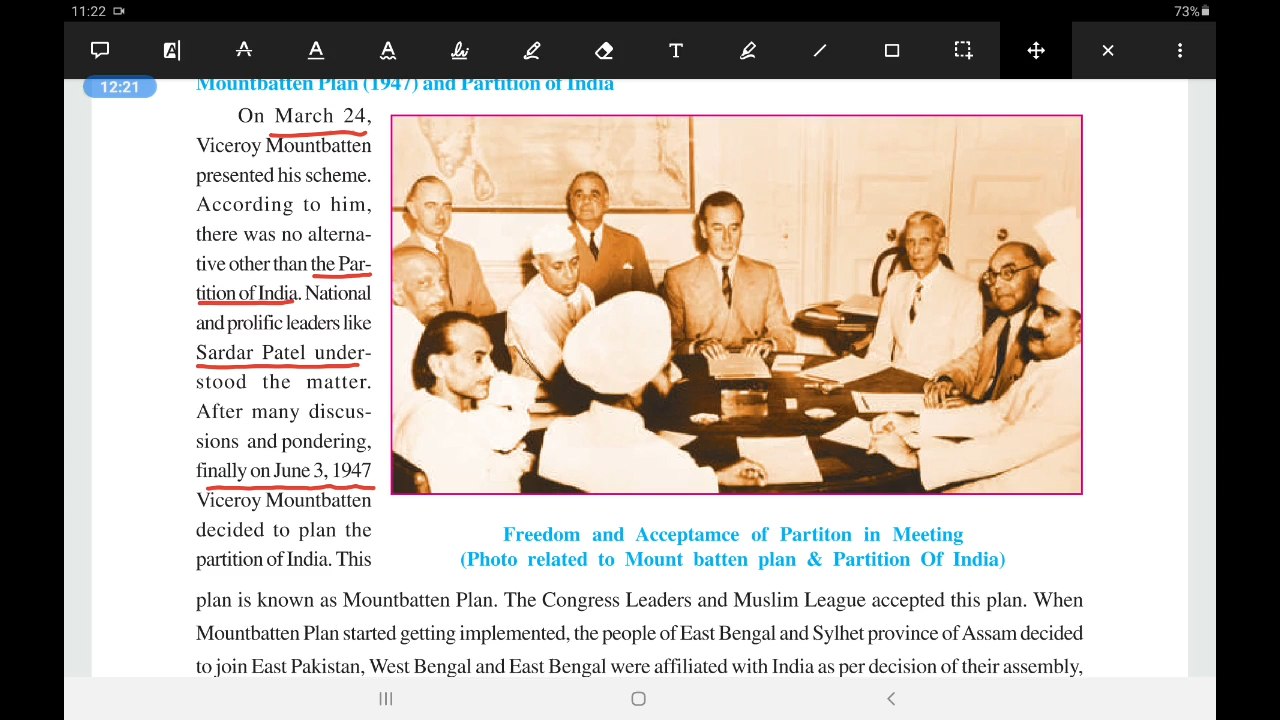 11:22
73%
12:21
Mountbatten Plan (1947) and Partition of India
On March 24,
Viceroy Mountbatten
presented his scheme.
According to him,
there was no alterna-
tive other than the Par-
tition of India. National
and prolific leaders like
Sardar Patel under-
stood the matter.
After many discus-
sions and pondering,
finally on June 3, 1947
Viceroy Mountbatten
decided to plan the
partition of India. This
Freedom and Acceptamce of Partiton in Meeting
(Photo related to Mount batten plan & Partition Of India)
plan is known as Mountbatten Plan. The Congress Leaders and Muslim League accepted this plan. When
Mountbatten Plan started getting implemented, the people of East Bengal and Sylhet province of Assam decided
to join East Pakistan, West Bengal and East Bengal were affiliated with India as per decision of their assembly,